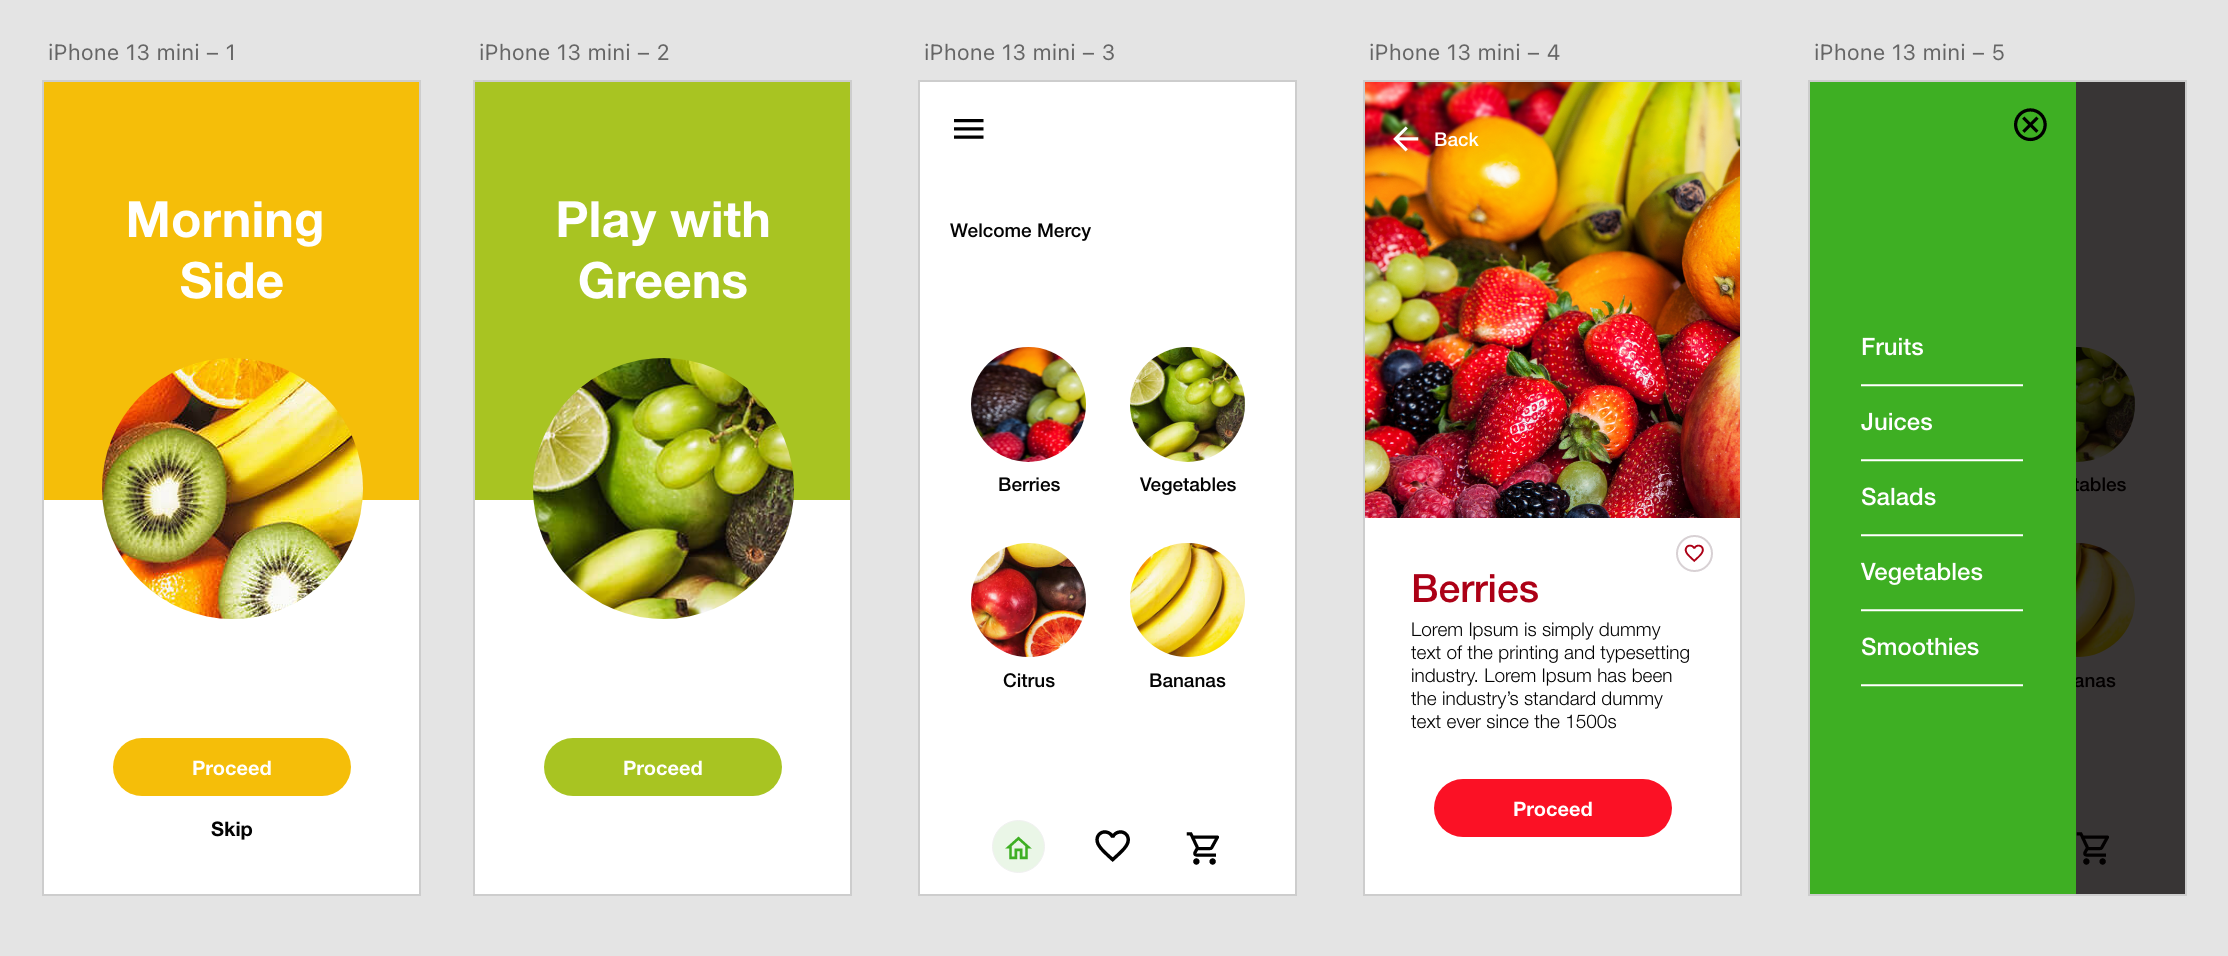 iPhone 13 mini – 1
Morning
Side
Proceed
Skip
iPhone 13 mini – 2
Play with
Greens
Proceed
iPhone 13 mini – 3
Welcome Mercy
Berries
Vegetables
Citrus
Bananas
iPhone 13 mini – 4
Back
Berries
Lorem Ipsum is simply dummy
text of the printing and typesetting
industry. Lorem Ipsum has been
the industry's standard dummy
text ever since the 1500s
Proceed
iPhone 13 mini – 5
Fruits
Juices
Salads
tables
Vegetables
Smoothies
anas